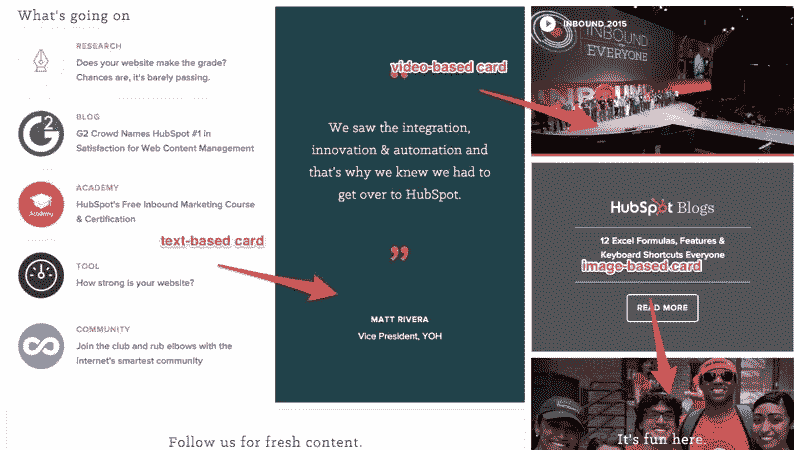 What's going on
RESEARCH
Does your website make the grade?
Chances are, it's barely passing.
BLOG
G2 Crowd Names HubSpot #1 in
Satisfaction for Web Content Management
Academy
ACADEMY
HubSpot's Free Inbound Marketing Course
& Certification
TOOL
How strong is your website?
COMMUNITY
Join the club and rub elbows with the
internet's smartest community
G2
text-based card
video-based card
We saw the integration,
innovation & automation and
that's why we knew we had to
get over to HubSpot.
”
MATT RIVERA
Vice President, YOH
INBOUND 2015
INBOUND
EVERYONE
HubSpot Blogs
12 Excel Formulas, Features &
Keyboard Shortcuts Everyone
image-based card
READ MORE
It's fun here.
Follow us for fresh content.